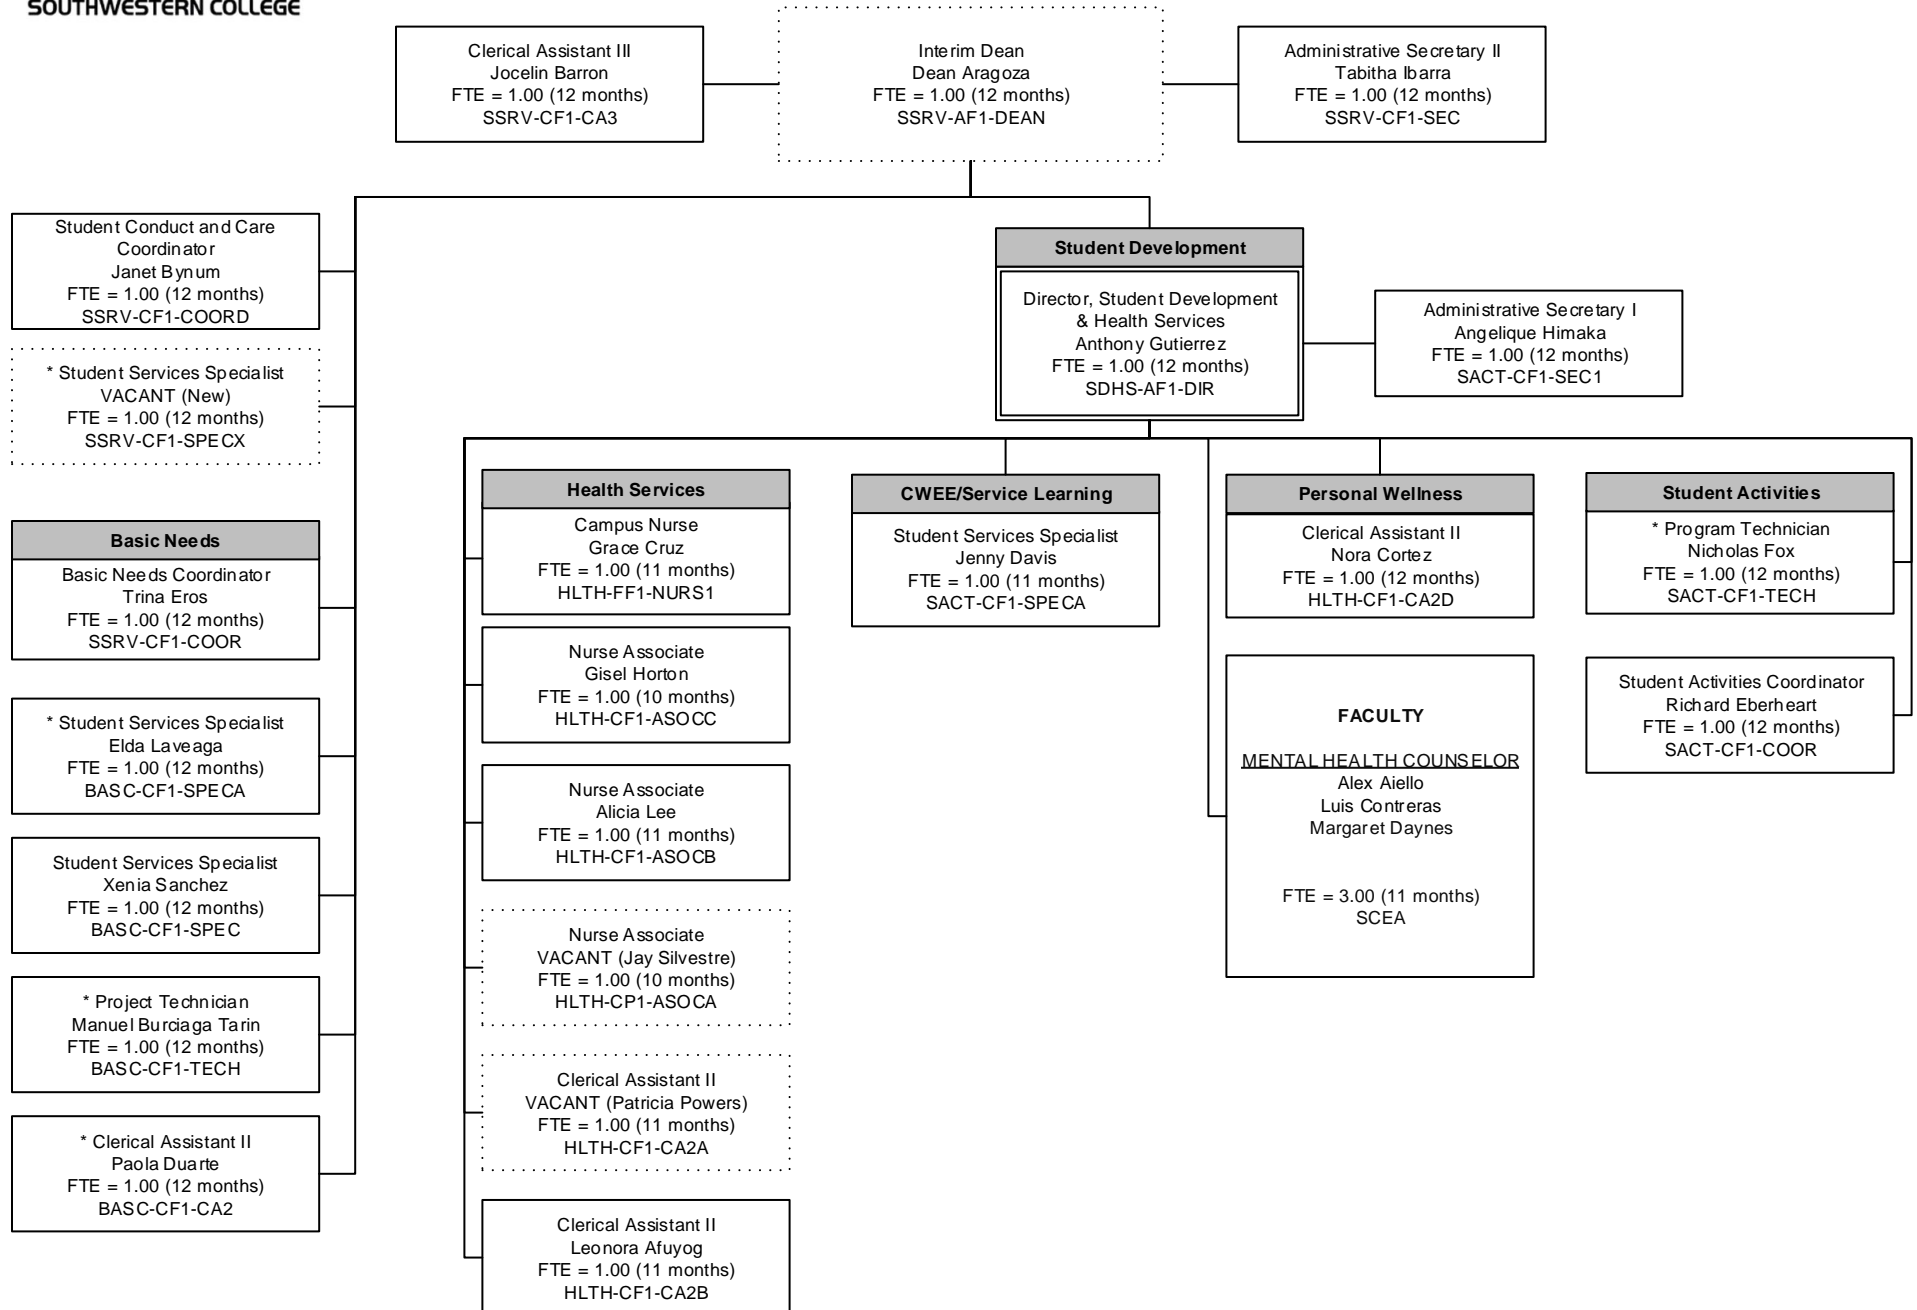 SOUTHWESTERN COLLEGE
Clerical Assistant III
Jocelin Barron
FTE = 1.00 (12 months)
SSRV-CF1-CA3
Interim Dean
Dean Aragoza
FTE = 1.00 (12 months)
SSRV-AF1-DEAN
Administrative Secretary II
Tabitha Ibarra
FTE = 1.00 (12 months)
SSRV-CF1-SEC
Student Conduct and Care
Coordinator
Janet Bynum
FTE = 1.00 (12 months)
SSRV-CF1-COORD
* Student Services Specialist
VACANT (New)
FTE = 1.00 (12 months)
SSRV-CF1-SPECX
Basic Needs
Basic Needs Coordinator
Trina Eros
FTE = 1.00 (12 months)
SSRV-CF1-COOR
* Student Services Specialist
Elda Laveaga
FTE = 1.00 (12 months)
BASC-CF1-SPECA
Student Services Specialist
Xenia Sanchez
FTE = 1.00 (12 months)
BASC-CF1-SPEC
* Project Technician
Manuel Burciaga Tarin
FTE = 1.00 (12 months)
BASC-CF1-TECH
* Clerical Assistant II
Paola Duarte
FTE = 1.00 (12 months)
BASC-CF1-CA2
Student Development
Director, Student Development
& Health Services
Anthony Gutierrez
FTE = 1.00 (12 months)
SDHS-AF1-DIR
Administrative Secretary I
Angelique Himaka
FTE = 1.00 (12 months)
SACT-CF1-SEC1
Health Services
Campus Nurse
Grace Cruz
FTE = 1.00 (11 months)
HLTH-FF1-NURS1
Nurse Associate
Gisel Horton
FTE = 1.00 (10 months)
HLTH-CF1-ASOCC
Nurse Associate
Alicia Lee
FTE = 1.00 (11 months)
HLTH-CF1-ASOCB
Nurse Associate
VACANT (Jay Silvestre)
FTE = 1.00 (10 months)
HLTH-CP1-ASOCA
Clerical Assistant II
VACANT (Patricia Powers)
FTE = 1.00 (11 months)
HLTH-CF1-CA2A
Clerical Assistant II
Leonora Afuyog
FTE = 1.00 (11 months)
HLTH-CF1-CA2B
CWEE/Service Learning
Student Services Specialist
Jenny Davis
FTE = 1.00 (11 months)
SACT-CF1-SPECA
Personal Wellness
Clerical Assistant II
Nora Cortez
FTE = 1.00 (12 months)
HLTH-CF1-CA2D
FACULTY
MENTAL HEALTH COUNSELOR
Alex Aiello
Luis Contreras
Margaret Daynes
FTE = 3.00 (11 months)
SCEA
Student Activities
* Program Technician
Nicholas Fox
FTE = 1.00 (12 months)
SACT-CF1-TECH
Student Activities Coordinator
Richard Eberheart
FTE = 1.00 (12 months)
SACT-CF1-COOR